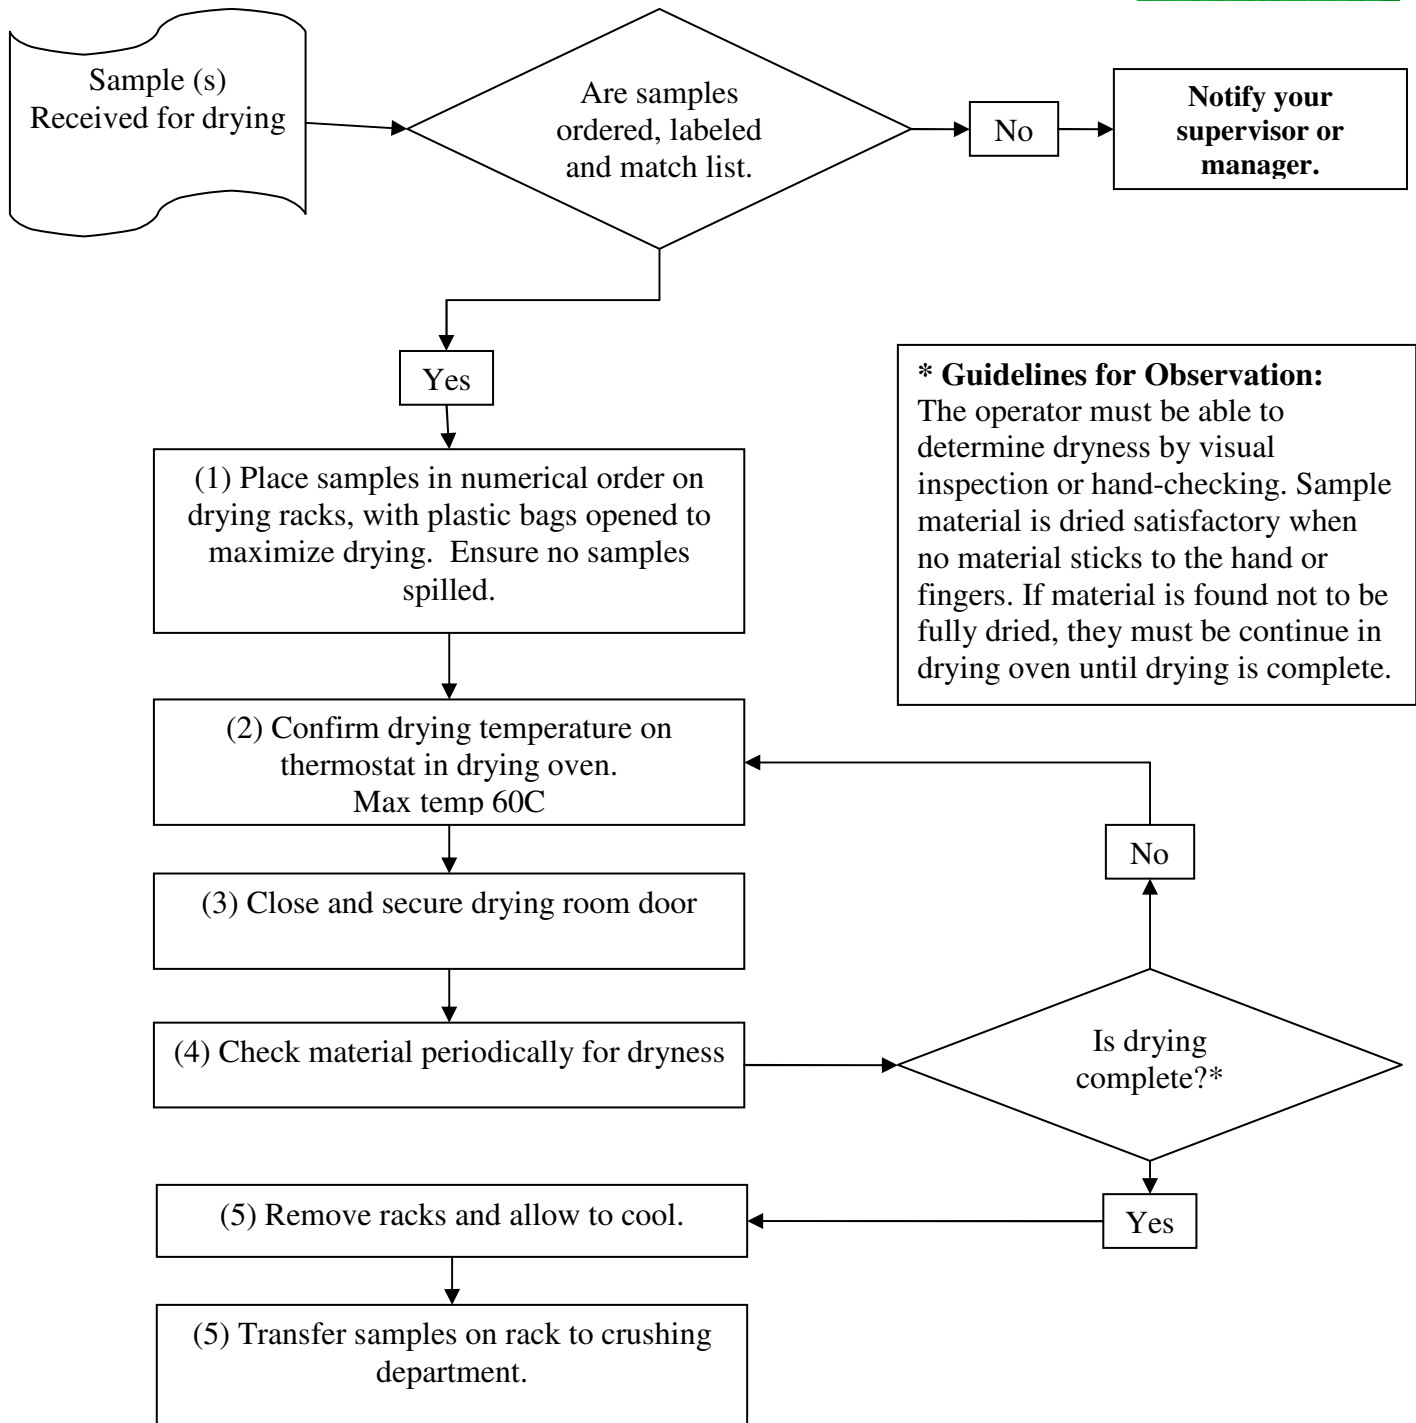 Sample (s)
Received for drying
Are samples
ordered, labeled
and match list.
No
Notify your
supervisor or
manager.
Yes
* Guidelines for Observation:
The operator must be able to
determine dryness by visual
inspection or hand-checking. Sample
material is dried satisfactory when
no material sticks to the hand or
fingers. If material is found not to be
fully dried, they must be continue in
drying oven until drying is complete.
(1) Place samples in numerical order on
drying racks, with plastic bags opened to
maximize drying.  Ensure no samples
spilled.
(2) Confirm drying temperature on
thermostat in drying oven.
Max temp 60C
No
(3) Close and secure drying room door
(4) Check material periodically for dryness
Is drying
complete?*
Yes
(5) Remove racks and allow to cool.
(5) Transfer samples on rack to crushing
department.